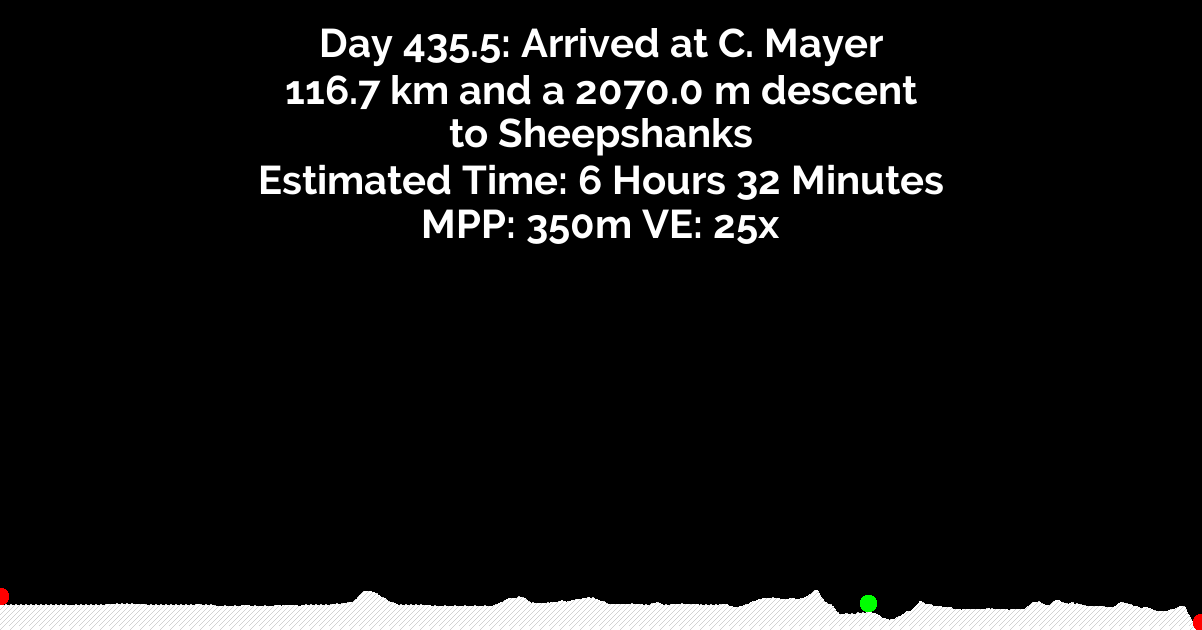 Day 435.5: Arrived at C. Mayer
116.7 km and a 2070.0 m descent
to Sheepshanks
Estimated Time: 6 Hours 32 Minutes
MPP: 350m VE: 25x